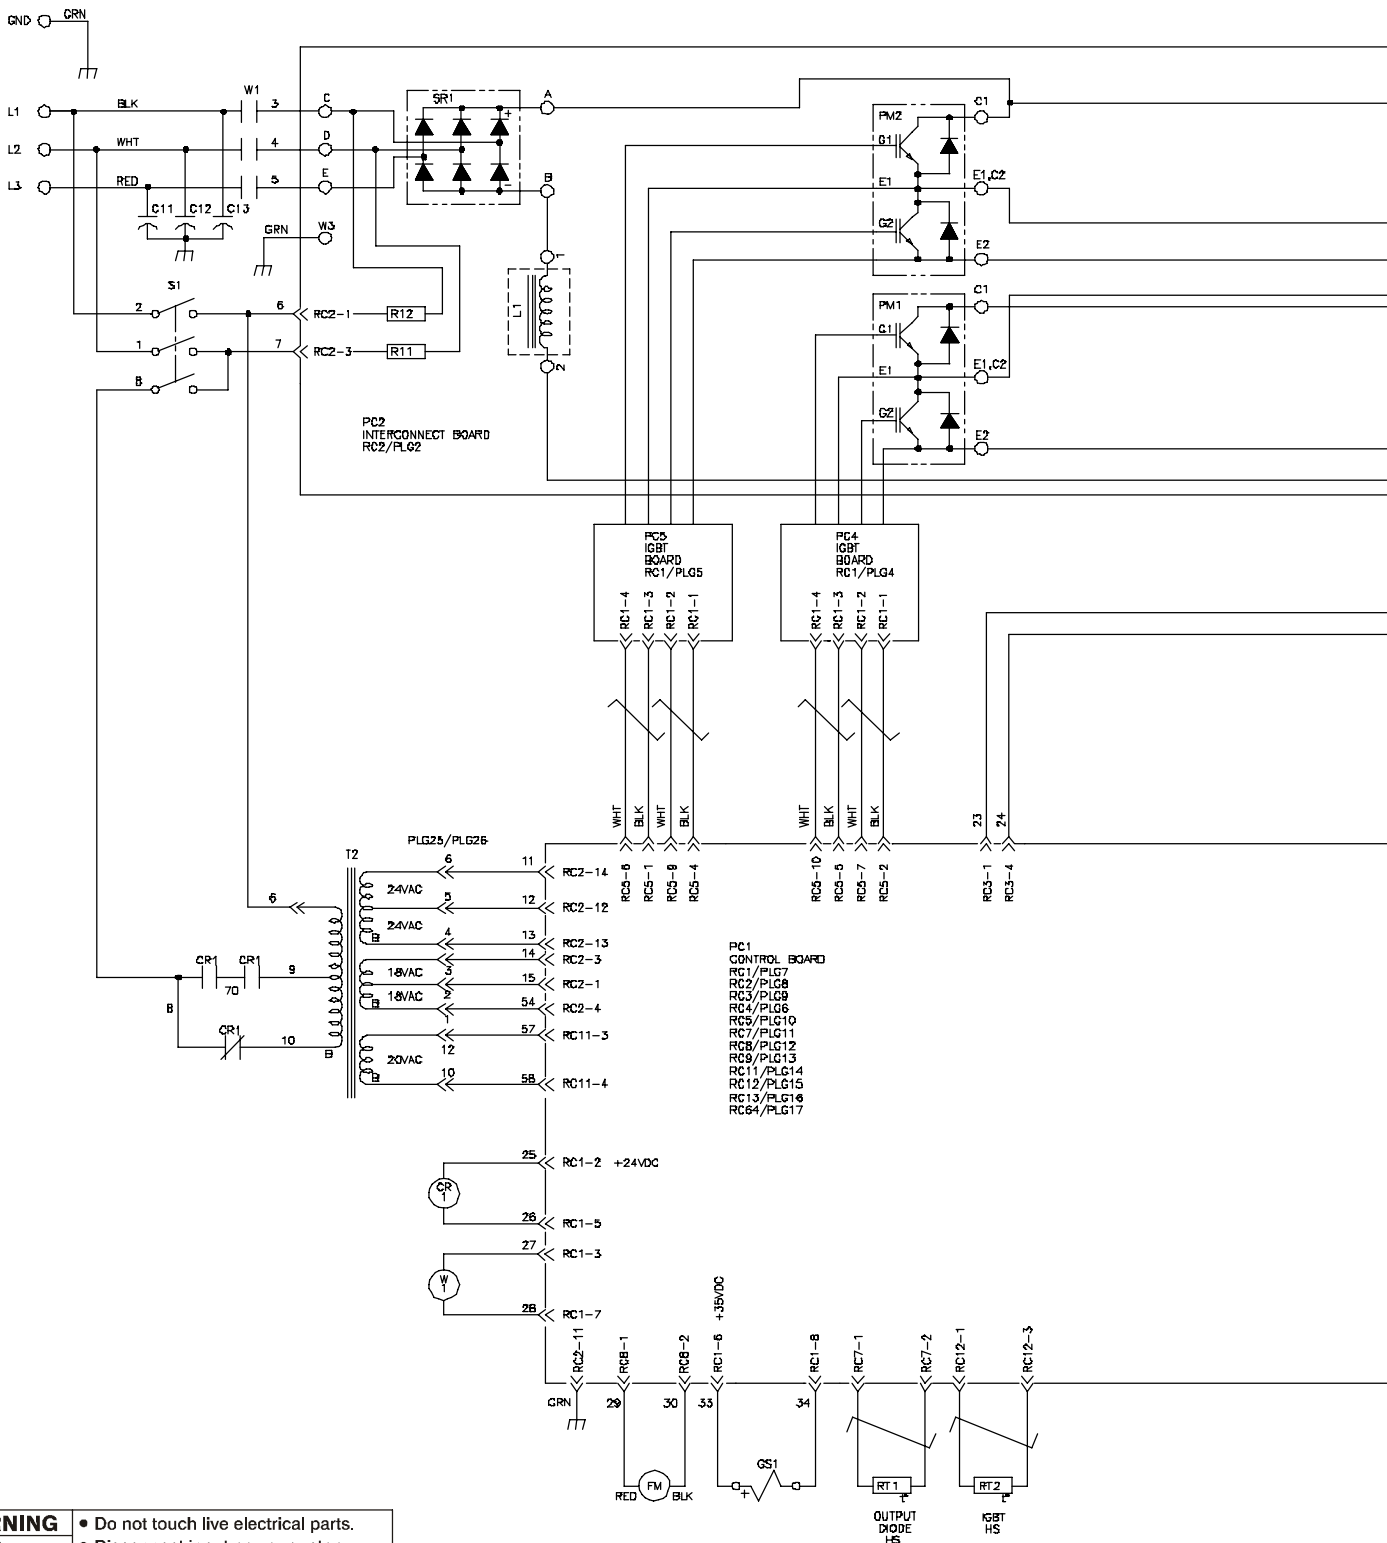 GND
GRN
L1
BLK
W1
3
C
SR1
+
A
C1
PM2
G1
L2
WHT
4
D
L3
RED
5
E
−
B
E1
E1,C2
C11
C12
C13
GRN
W3
G2
E2
1
L1
2
S1
2
6
RC2-1
R12
1
7
RC2-3
R11
8
PM1
C1
G1
E1
E1,C2
G2
E2
PC2
INTERCONNECT BOARD
RC2/PLG2
PC5
IGBT
BOARD
RC1/PLG5
RC1-4
RC1-3
RC1-2
RC1-1
PC4
IGBT
BOARD
RC1/PLG4
RC1-4
RC1-3
RC1-2
RC1-1
WHT
BLK
WHT
BLK
WHT
BLK
WHT
BLK
23
24
RC5-6
RC5-1
RC5-9
RC5-4
RC5-10
RC5-5
RC5-7
RC5-2
RC3-1
RC3-4
PLG25/PLG26
T2
6
11
RC2-14
24VAC
5
12
RC2-12
6
24VAC
B
4
13
RC2-13
14
RC2-3
CR1
CR1
70
9
18VAC
3
15
RC2-1
18VAC
B
2
54
RC2-4
8
1
CR1
10
B
57
RC11-3
12
20VAC
10
B
58
RC11-4
PC1
CONTROL BOARD
RC1/PLG7
RC2/PLG8
RC3/PLG9
RC4/PLG6
RC5/PLG10
RC7/PLG11
RC8/PLG12
RC9/PLG13
RC11/PLG14
RC12/PLG15
RC13/PLG16
RC64/PLG17
25
RC1-2
+24VDC
CR
1
26
RC1-5
27
RC1-3
W
1
28
RC1-7
RC2-11
RC8-1
RC8-2
RC1-6
+35VDC
RC1-8
RC7-1
RC7-2
RC12-1
RC12-3
GRN
29
30
33
34
RED
FM
BLK
GS1
+
RT1
t°
RT2
t°
OUTPUT
DIODE
HS
IGBT
HS
RNING
• Do not touch live electrical parts.